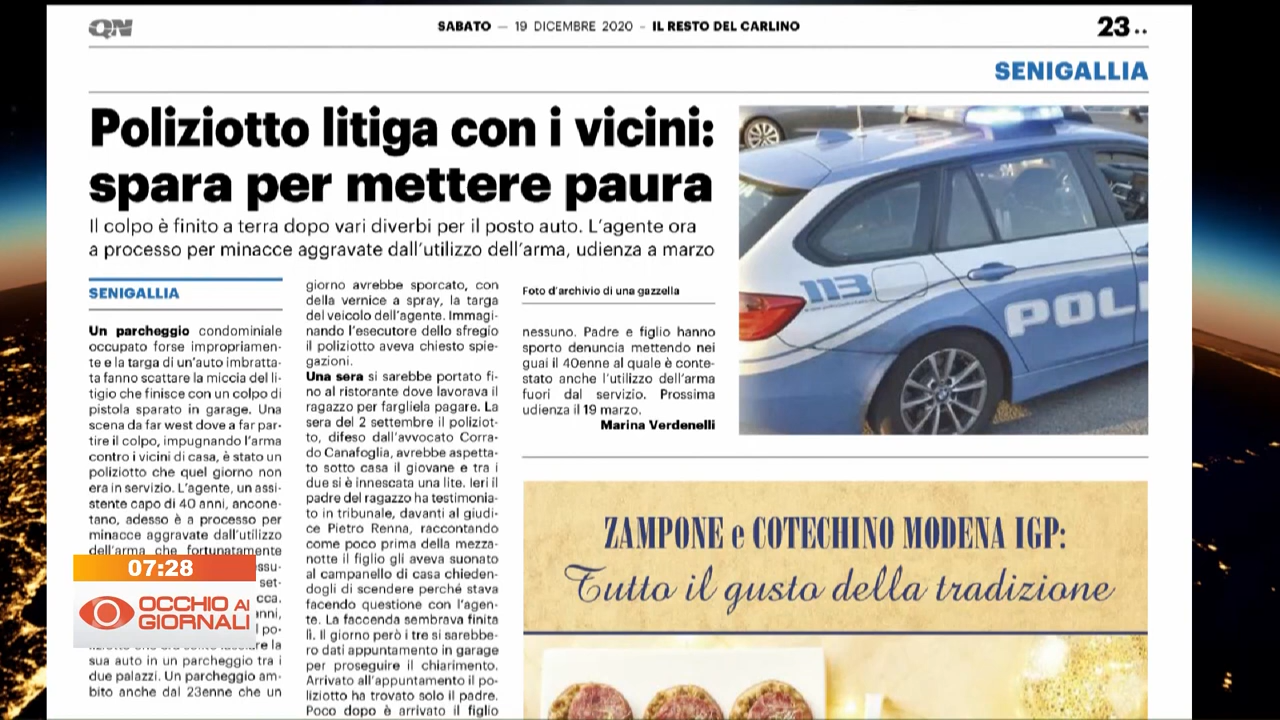 QN
SABATO — 19 DICEMBRE 2020 – IL RESTO DEL CARLINO
23..
SENIGALLIA
Poliziotto litiga con i vicini:
spara per mettere paura
Il colpo è finito a terra dopo vari diverbi per il posto auto. L'agente ora
a processo per minacce aggravate dall'utilizzo dell'arma, udienza a marzo
SENIGALLIA
Un parcheggio condominiale
occupato forse impropriamen-
te e la targa di un'auto imbratta-
ta fanno scattare la miccia del li-
tigio che finisce con un colpo di
pistola sparato in garage. Una
scena da far west dove a far par-
tire il colpo, impugnando l'arma
contro i vicini di casa, è stato un
poliziotto che quel giorno non
era in servizio. L'agente, un assi-
stente capo di 40 anni, ancone-
tano, adesso è a processo per
minacce aggravate dall'utilizzo
dell'arma che fortunatamente
ssu-
set-
cca.
nni,
l po-
la
sua auto in un parcheggio tra i
due palazzi. Un parcheggio am-
bito anche dal 23enne che un
giorno avrebbe sporcato, con
della vernice a spray, la targa
del veicolo dell'agente. Immagi-
nando l'esecutore dello sfregio
il poliziotto aveva chiesto spie-
gazioni.
Una sera si sarebbe portato fi-
no al ristorante dove lavorava il
ragazzo per fargliela pagare. La
sera del 2 settembre il poliziot-
to, difeso dall'avvocato Corra-
do Canafoglia, avrebbe aspetta-
to sotto casa il giovane e tra i
due si è innescata una lite. Ieri il
padre del ragazzo ha testimonia-
to in tribunale, davanti al giudi-
ce Pietro Renna, raccontando
come poco prima della mezza-
notte il figlio gli aveva suonato
al campanello di casa chieden-
dogli di scendere perché stava
facendo questione con l'agen-
te. La faccenda sembrava finita
lì. Il giorno però i tre si sarebbe-
ro dati appuntamento in garage
per proseguire il chiarimento.
Arrivato all'appuntamento il po-
liziotto ha trovato solo il padre.
Poco dopo è arrivato il figlio
Foto d'archivio di una gazzella
nessuno. Padre e figlio hanno
sporto denuncia mettendo nei
guai il 40enne al quale è conte-
stato anche l'utilizzo dell'arma
fuori dal servizio. Prossima
udienza il 19 marzo.
Marina Verdenelli
113
POLI
ZAMPONE e COTECHINO MODENA IGP:
Tutto il gusto della tradizione
07:28
OCCHIO AI
GIORNALI